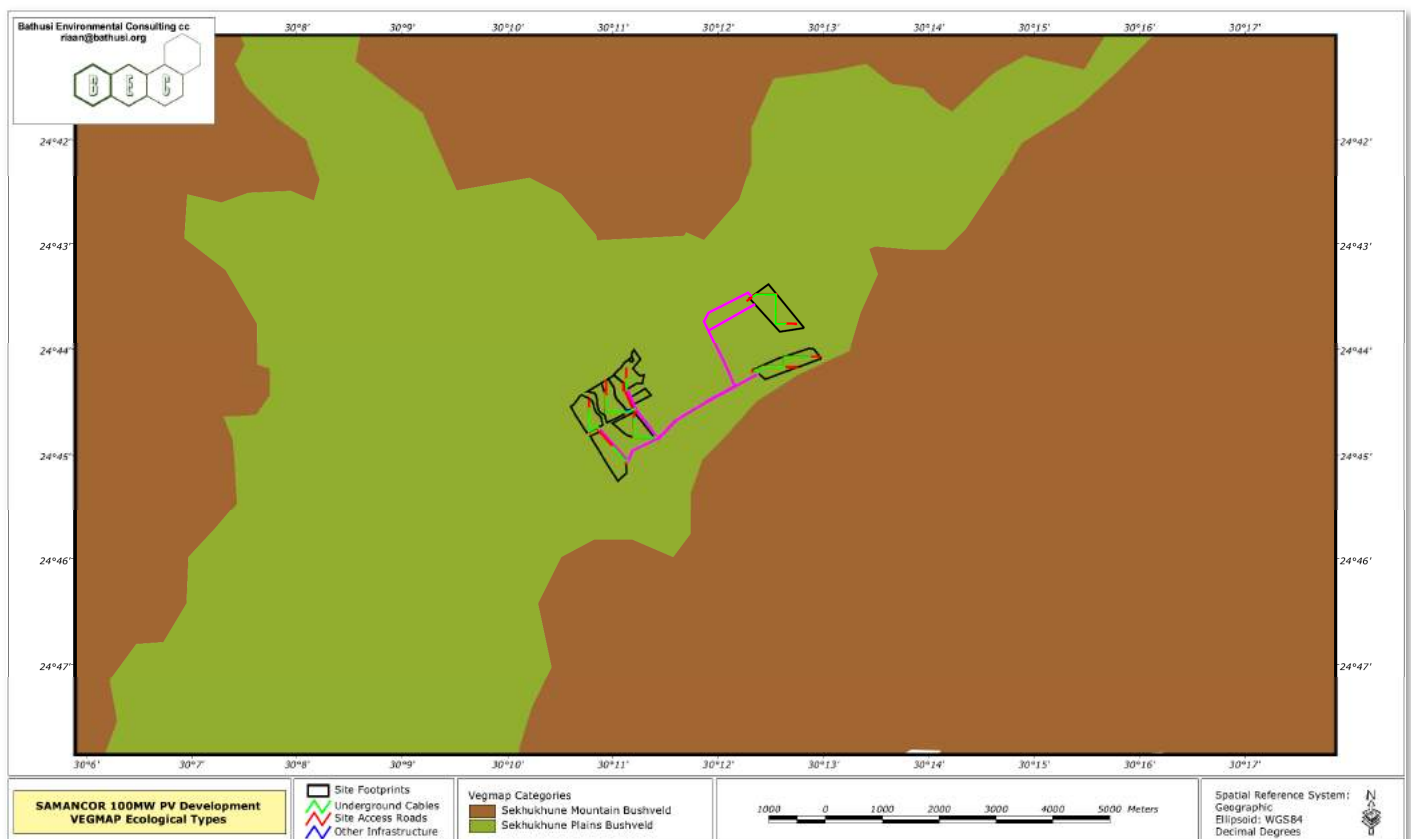 Bathusi Environmental Consulting cc
riaan@bathusi.org
B E C
30°8' 30°9' 30°10' 30°11' 30°12' 30°13' 30°14' 30°15' 30°16' 30°17'
24°42' 24°42'
24°43' 24°43'
24°44' 24°44'
24°45' 24°45'
24°46' 24°46'
24°47' 24°47'
30°6' 30°7' 30°8' 30°9' 30°10' 30°11' 30°12' 30°13' 30°14' 30°15' 30°16' 30°17'
SAMANCOR 100MW PV Development
VEGMAP Ecological Types
Site Footprints
Underground Cables
Site Access Roads
Other Infrastructure
Vegmap Categories
Sekhukhune Mountain Bushveld
Sekhukhune Plains Bushveld
1000 0 1000 2000 3000 4000 5000 Meters
Spatial Reference System:
Geographic
Ellipsoid: WGS84
Decimal Degrees
N